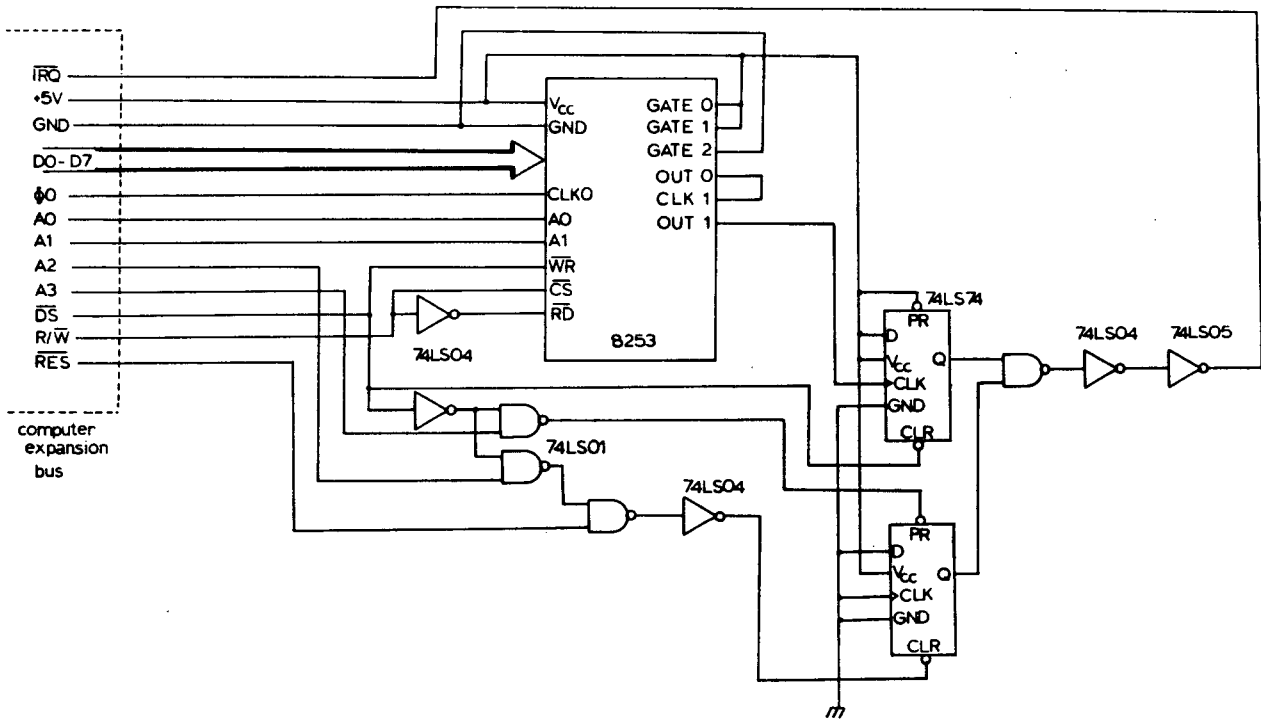 IRQ
+5V
GND
D0-D7
ϕ0
A0
A1
A2
A3
DS
R/W
RES
computer
expansion
bus
VCC
GND
CLK0
A0
A1
WR
CS
RD
GATE 0
GATE 1
GATE 2
OUT 0
CLK 1
OUT 1
8253
74LS04
74LS01
74LS04
74LS74
PR
D
VCC
CLK
GND
CLR
Q
74LS04
74LS05
PR
D
VCC
CLK
GND
CLR
Q